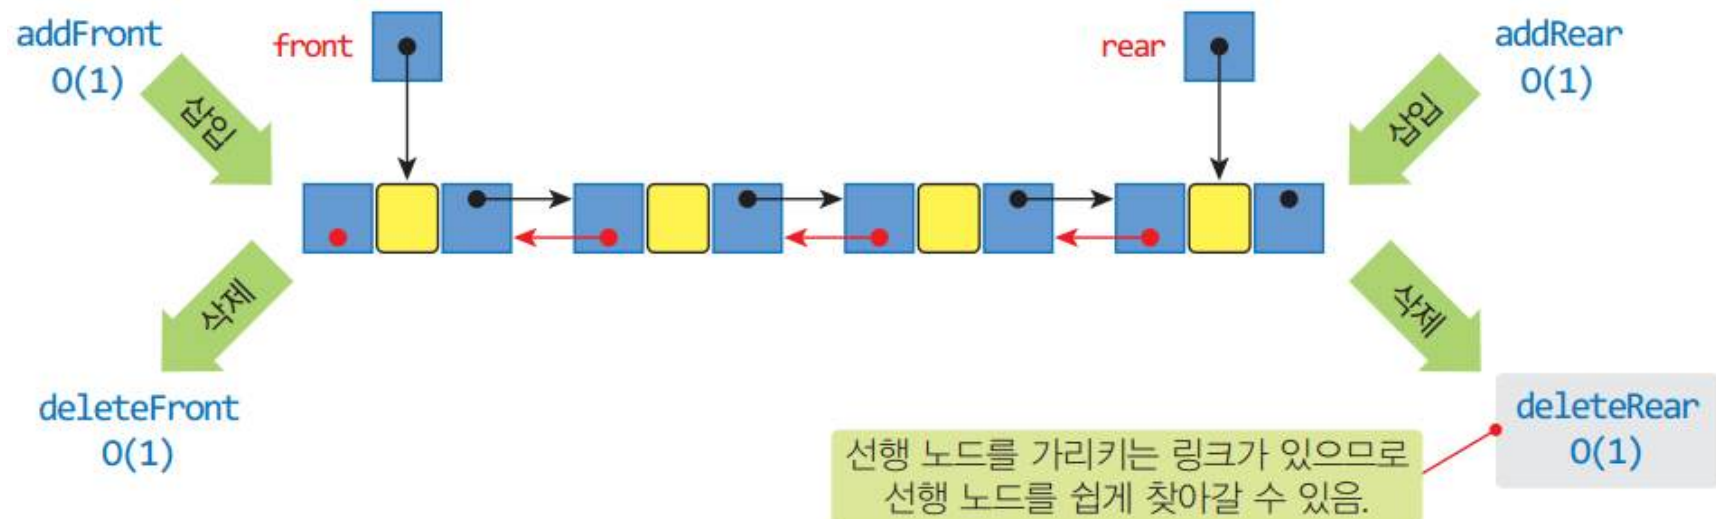 addFront
O(1)
front
rear
addRear
O(1)
삽입
삽입
삭제
삭제
deleteFront
O(1)
deleteRear
O(1)
선행 노드를 가리키는 링크가 있으므로
선행 노드를 쉽게 찾아갈 수 있음.